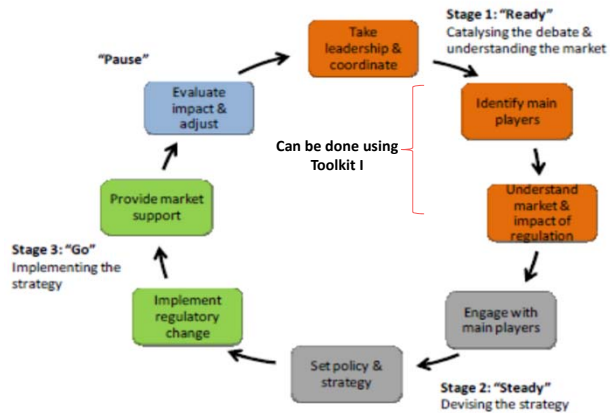 Stage 1: “Ready”
Catalysing the debate &
understanding the market
Take
leadership &
coordinate
“Pause”
Evaluate
impact &
adjust
Identify main
players
Can be done using
Toolkit I
Provide market
support
Understand
market &
impact of
regulation
Stage 3: “Go”
Implementing the
strategy
Implement
regulatory
change
Engage with
main players
Set policy &
strategy
Stage 2: “Steady”
Devising the strategy